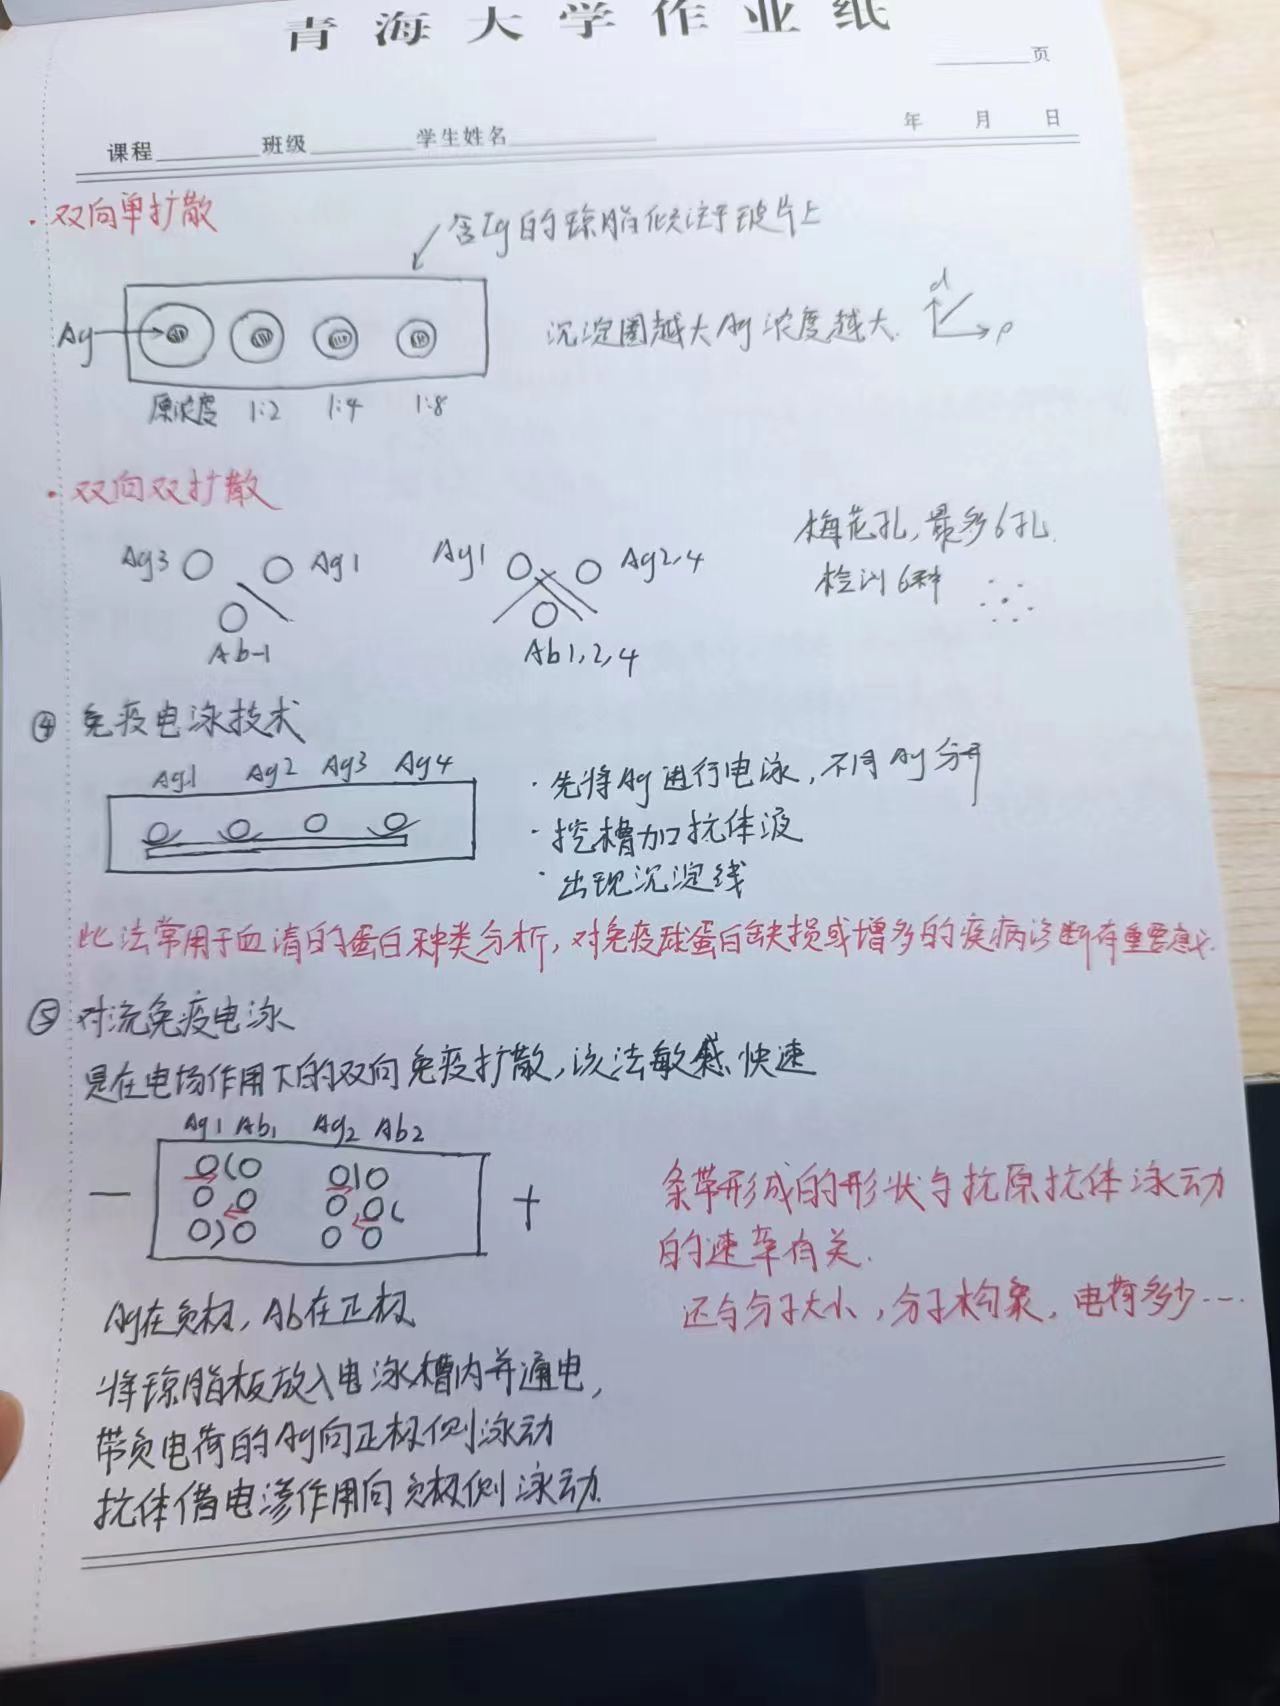 青海大学作业纸
页
课程 班级 学生姓名 年 月 日
·双向单扩散
含Ig的琼脂倾注于玻片上
Ag
沉淀圈越大Ag浓度越大.
d
ρ
原浓度 1:2 1:4 1:8
·双向双扩散
Ag3 Ag1 Ag1 Ag2,4
Ab-1 Ab1,2,4
梅花孔,最多6孔.
检测6种
④ 免疫电泳技术
Ag1 Ag2 Ag3 Ag4
·先将Ag进行电泳,不同Ag分开
·挖槽加抗体液
·出现沉淀线
此法常用于血清的蛋白种类分析,对免疫球蛋白缺损或增多的疾病诊断有重要意义.
⑤ 对流免疫电泳
是在电场作用下的双向免疫扩散,该法敏感、快速
Ag1 Ab1 Ag2 Ab2
— +
条带形成的形状与抗原抗体泳动
的速率有关.
还与分子大小,分子构象,电荷多少……
Ag在负极,Ab在正极
将琼脂板放入电泳槽内并通电,
带负电荷的Ag向正极侧泳动
抗体借电渗作用向负极侧泳动.